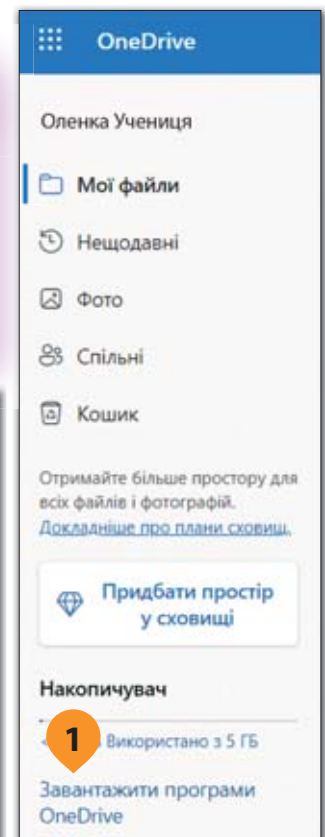 OneDrive
Оленка Учениця
Мої файли
Нещодавні
Фото
Спільні
Кошик
Отримайте більше простору для
всіх файлів і фотографій.
Докладніше про плани сховищ.
Придбати простір
у сховищі
Накопичувач
1
Використано з 5 ГБ
Завантажити програми
OneDrive